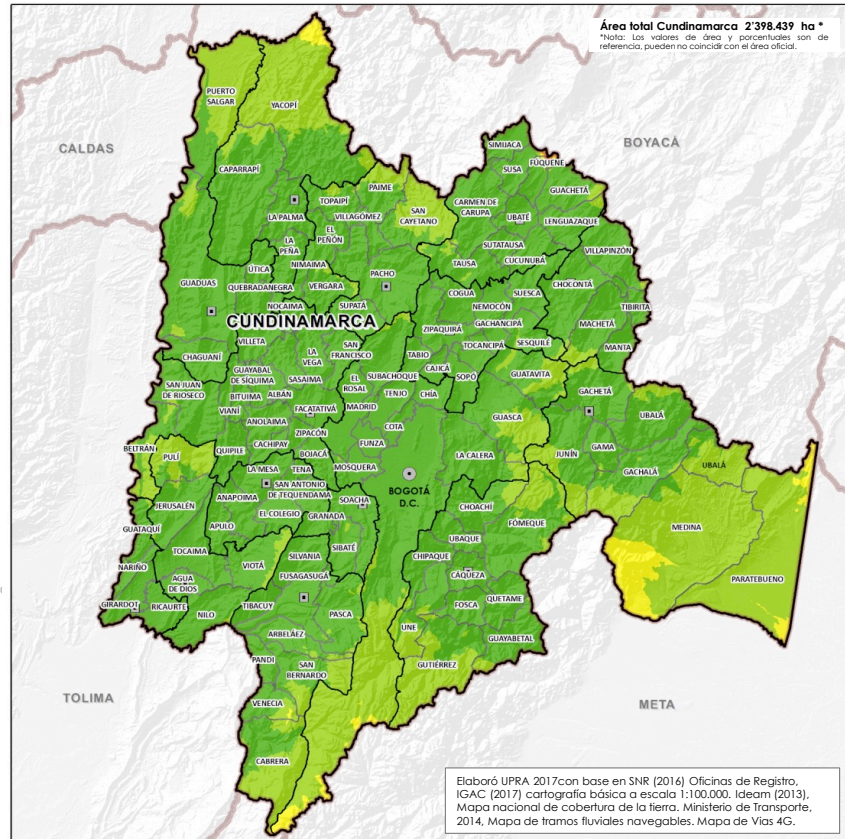 Área total Cundinamarca 2'398.439 ha *
*Nota: Los valores de área y porcentuales son de
referencia, pueden no coincidir con el área oficial.
PUERTO
SALGAR
YACOPÍ
CALDAS
BOYACÁ
SIMIJACA
FÚQUENE
SUSA
CAPARRAPÍ
GUACHETÁ
PAIME
TOPAIPÍ
SAN
CAYETANO
CARMEN DE
CARUPA
UBATÉ
LA PALMA
VILLAGÓMEZ
LENGUAZAQUE
EL
PEÑÓN
LA
PEÑA
SUTATAUSA
VILLAPINZÓN
CUCUNUBÁ
TAUSA
NIMAIMA
ÚTICA
PACHO
GUADUAS
QUEBRADANEGRA
VERGARA
COGUA
SUESCA
CHOCONTÁ
NEMOCÓN
TIBIRITA
NOCAIMA
SUPATÁ
CUNDINAMARCA
ZIPAQUIRÁ
GACHANCIPÁ
MACHETÁ
VILLETA
SAN
FRANCISCO
TOCANCIPÁ
SESQUILÉ
MANTA
CHAGUANÍ
LA
VEGA
TABIO
CAJICÁ
SOPÓ
GUATAVITA
GUAYABAL
DE SÍQUIMA
SASAIMA
EL
ROSAL
SUBACHOQUE
GACHETÁ
SAN JUAN
DE RIOSECO
BITUIMA
ALBÁN
TENJO
CHÍA
MADRID
VIANÍ
FACATATIVÁ
GUASCA
UBALÁ
ANOLAIMA
COTA
ZIPACÓN
BELTRÁN
CACHIPAY
FUNZA
GAMA
QUIPILE
BOJACÁ
LA CALERA
JUNÍN
PULÍ
MOSQUERA
GACHALÁ
UBALÁ
LA MESA
TENA
BOGOTÁ
D.C.
ANAPOIMA
SAN ANTONIO
DE TEQUENDAMA
SOACHA
JERUSALÉN
CHOACHÍ
EL COLEGIO
GRANADA
FÓMEQUE
MEDINA
GUATAQUÍ
APULO
UBAQUE
TOCAIMA
SIBATÉ
CHIPAQUE
SILVANIA
NARIÑO
VIOTÁ
CÁQUEZA
PARATEBUENO
AGUA
DE DIOS
FUSAGASUGÁ
QUETAME
GIRARDOT
RICAURTE
TIBACUY
FOSCA
NILO
PASCA
UNE
ARBELÁEZ
GUAYABETAL
PANDI
SAN
BERNARDO
GUTIÉRREZ
TOLIMA
VENECIA
META
CABRERA
Elaboró UPRA 2017con base en SNR (2016) Oficinas de Registro,
IGAC (2017) cartografía básica a escala 1:100.000. Ideam (2013),
Mapa nacional de cobertura de la tierra. Ministerio de Transporte,
2014, Mapa de tramos fluviales navegables. Mapa de Vias 4G.